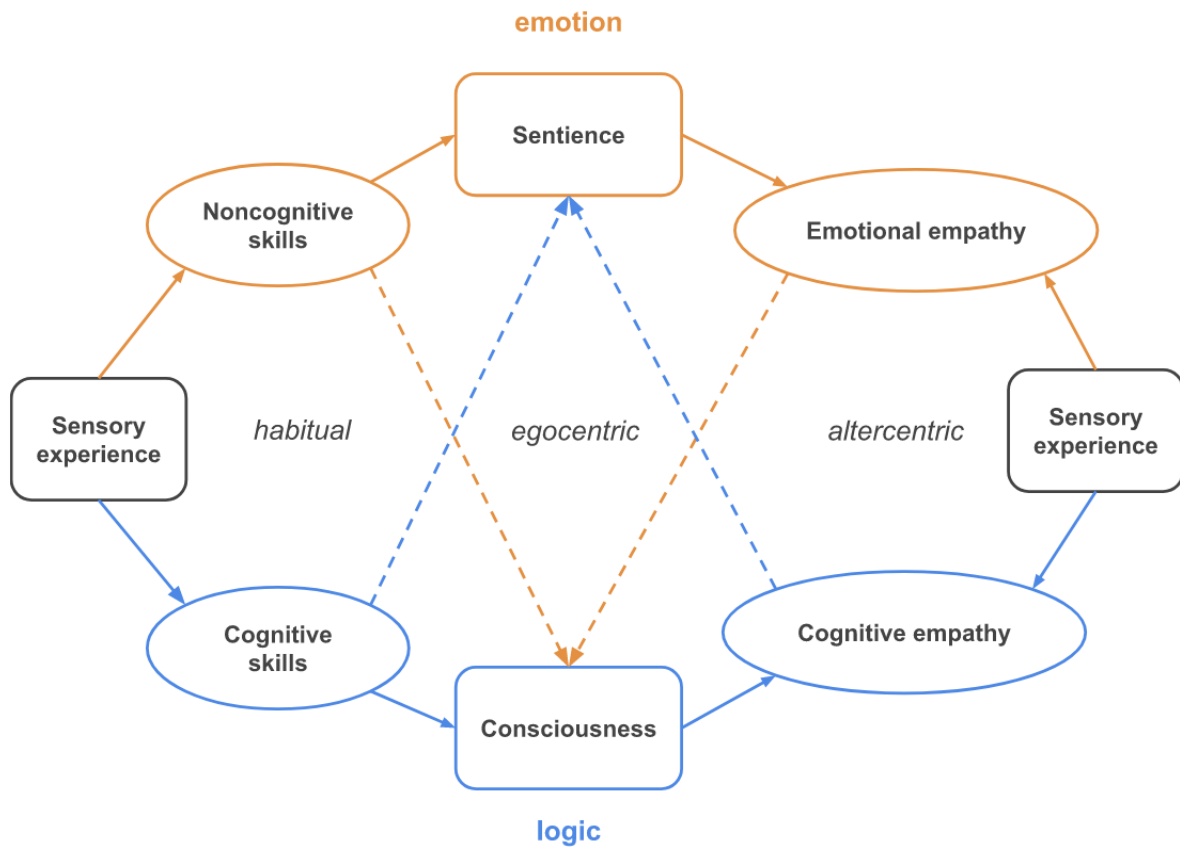 emotion
Sentience
Noncognitive
skills
Emotional empathy
Sensory
experience
habitual
egocentric
altercentric
Sensory
experience
Cognitive
skills
Cognitive empathy
Consciousness
logic